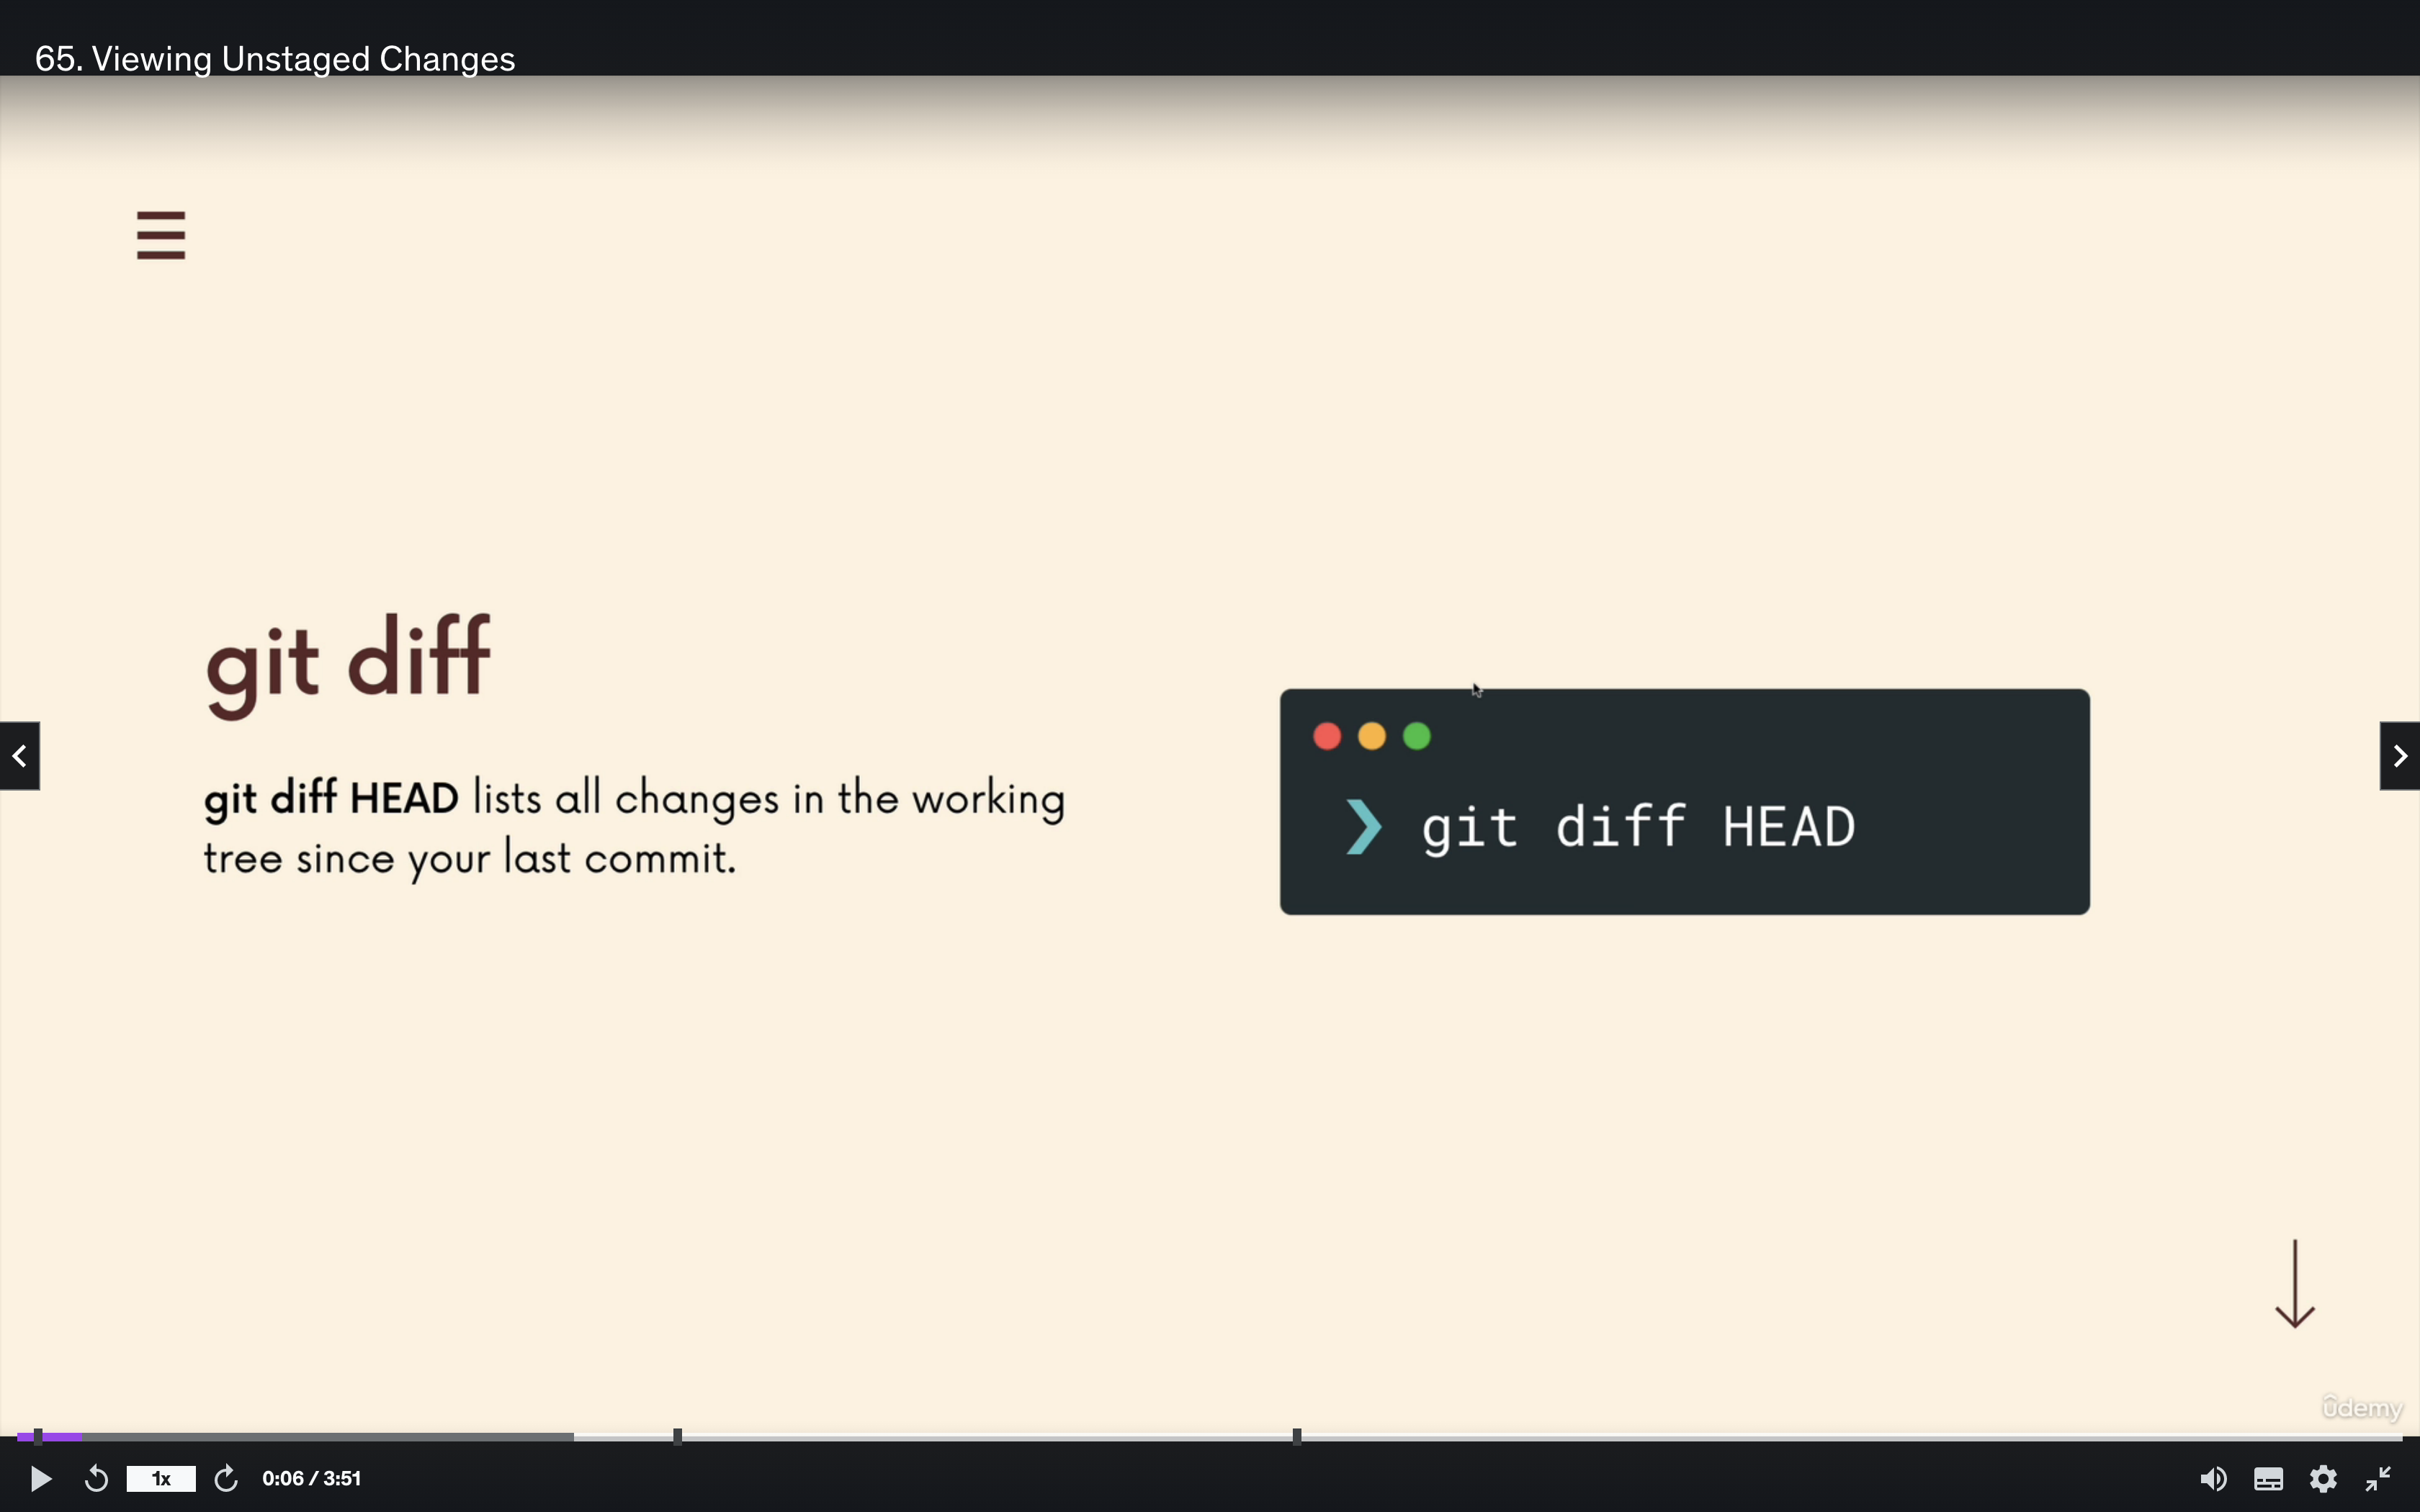 65. Viewing Unstaged Changes
git diff
git diff HEAD lists all changes in the working
tree since your last commit.
❯ git diff HEAD
ûdemy
1x
0:06 / 3:51